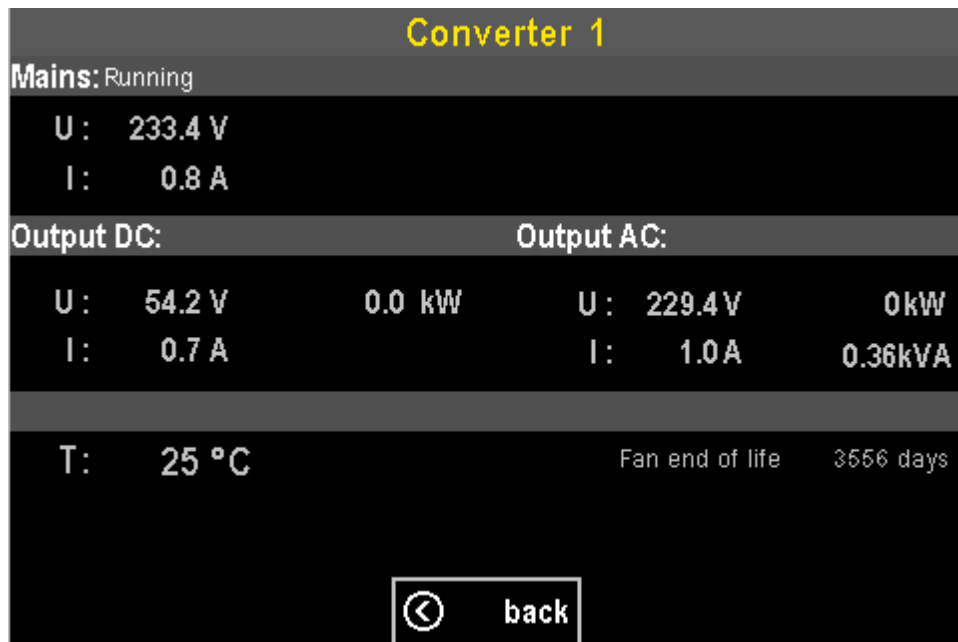 Converter 1
Mains: Running
U : 233.4 V
I : 0.8 A
Output DC: Output AC:
U : 54.2 V 0.0 kW U : 229.4 V 0kW
I : 0.7 A I : 1.0 A 0.36kVA
T : 25 °C Fan end of life 3556 days
back